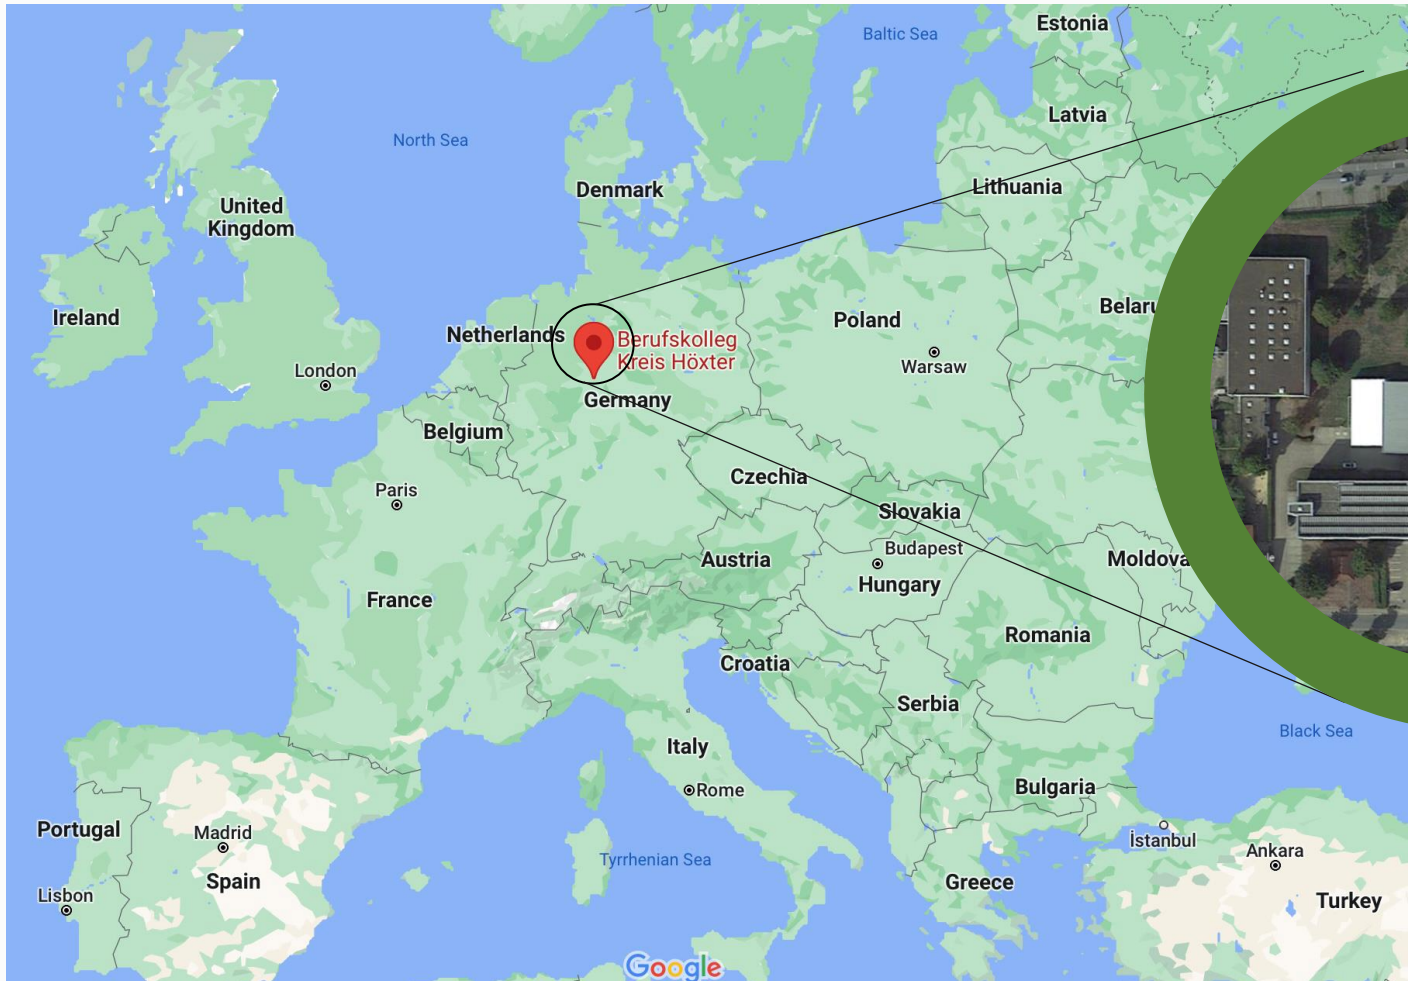 Estonia
Baltic Sea
Latvia
North Sea
Lithuania
Denmark
United
Kingdom
Belaru
Ireland
Netherlands
Poland
Berufskolleg
Kreis Höxter
Warsaw
London
Germany
Belgium
Czechia
Paris
Slovakia
Budapest
Austria
Moldova
Hungary
France
Romania
Croatia
Serbia
Black Sea
Italy
Bulgaria
Rome
Portugal
Madrid
İstanbul
Ankara
Tyrrhenian Sea
Spain
Greece
Lisbon
Turkey
Google